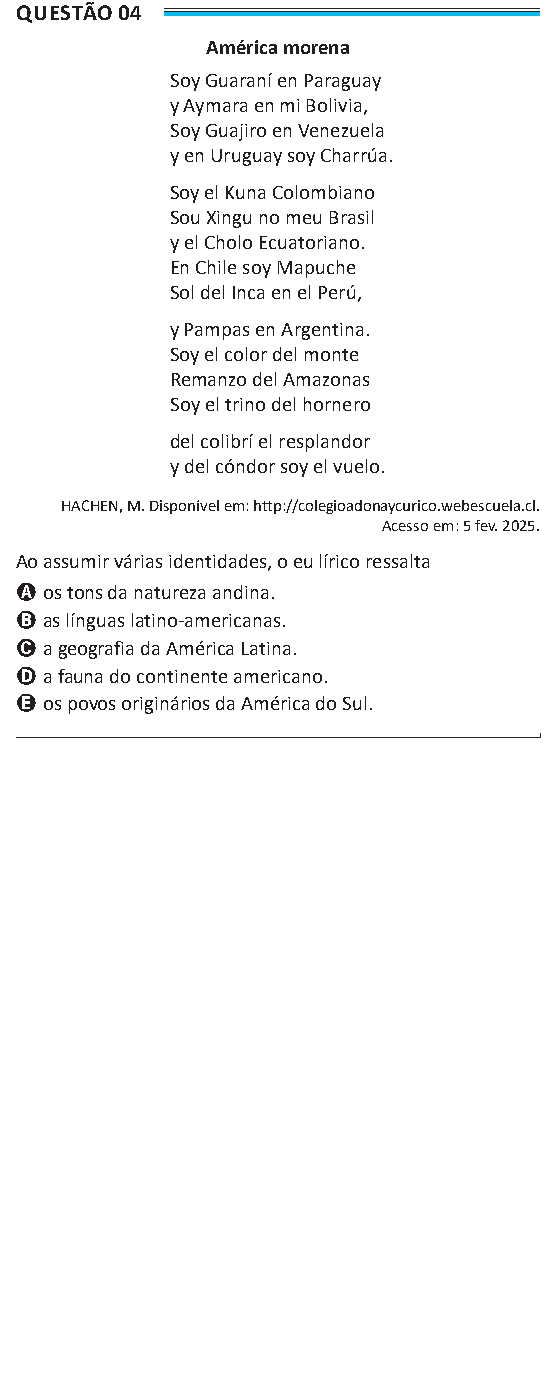 QUESTÃO 04
América morena
Soy Guaraní en Paraguay
y Aymara en mi Bolivia,
Soy Guajiro en Venezuela
y en Uruguay soy Charrúa.
Soy el Kuna Colombiano
Sou Xingu no meu Brasil
y el Cholo Ecuatoriano.
En Chile soy Mapuche
Sol del Inca en el Perú,
y Pampas en Argentina.
Soy el color del monte
Remanzo del Amazonas
Soy el trino del hornero
del colibrí el resplandor
y del cóndor soy el vuelo.
HACHEN, M. Disponível em: http://colegioadonaycurico.webescuela.cl.
Acesso em: 5 fev. 2025.
Ao assumir várias identidades, o eu lírico ressalta
A os tons da natureza andina.
B as línguas latino-americanas.
C a geografia da América Latina.
D a fauna do continente americano.
E os povos originários da América do Sul.